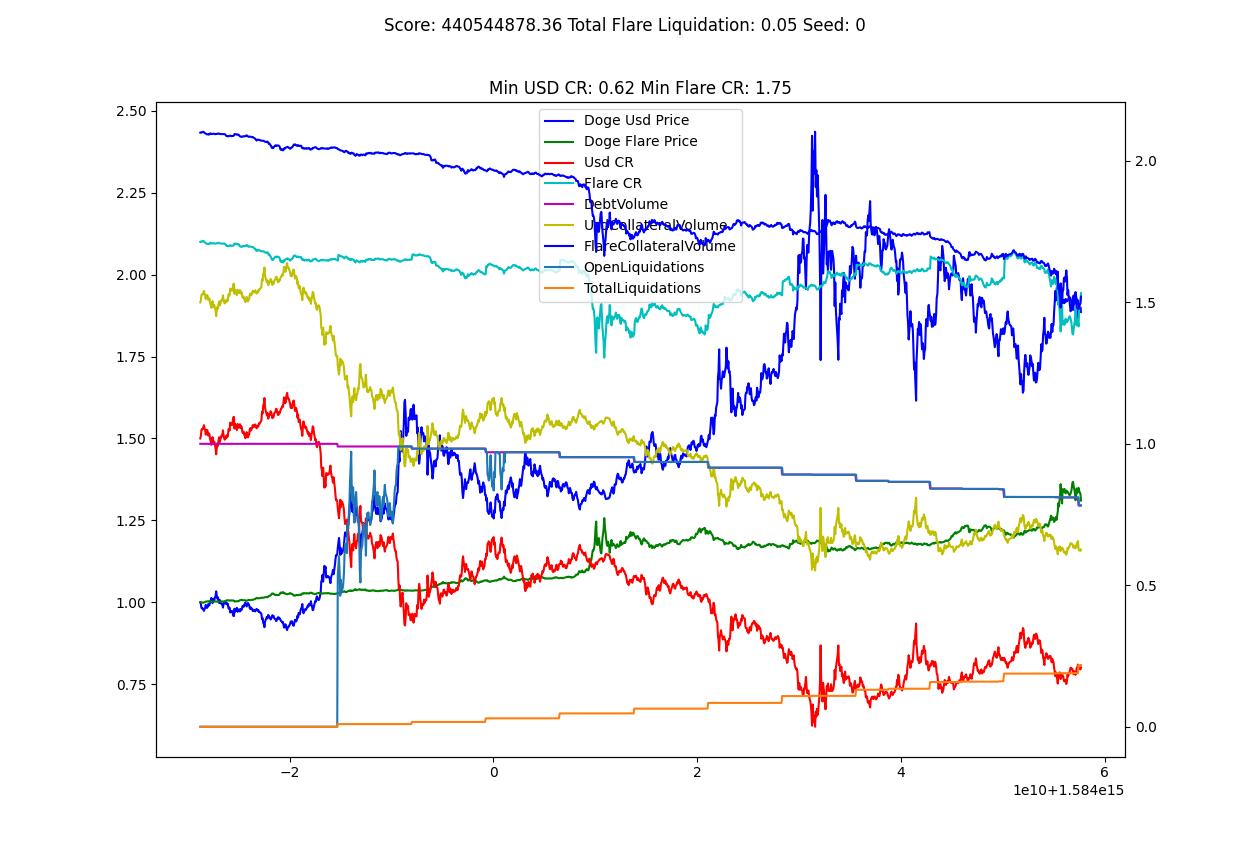 Score: 440544878.36 Total Flare Liquidation: 0.05 Seed: 0
Min USD CR: 0.62 Min Flare CR: 1.75
2.50
2.25
2.00
1.75
1.50
1.25
1.00
0.75
Doge Usd Price
Doge Flare Price
Usd CR
Flare CR
DebtVolume
UsdCollateralVolume
FlareCollateralVolume
OpenLiquidations
TotalLiquidations
2.0
1.5
1.0
0.5
0.0
−2
0
2
4
6
1e10+1.584e15